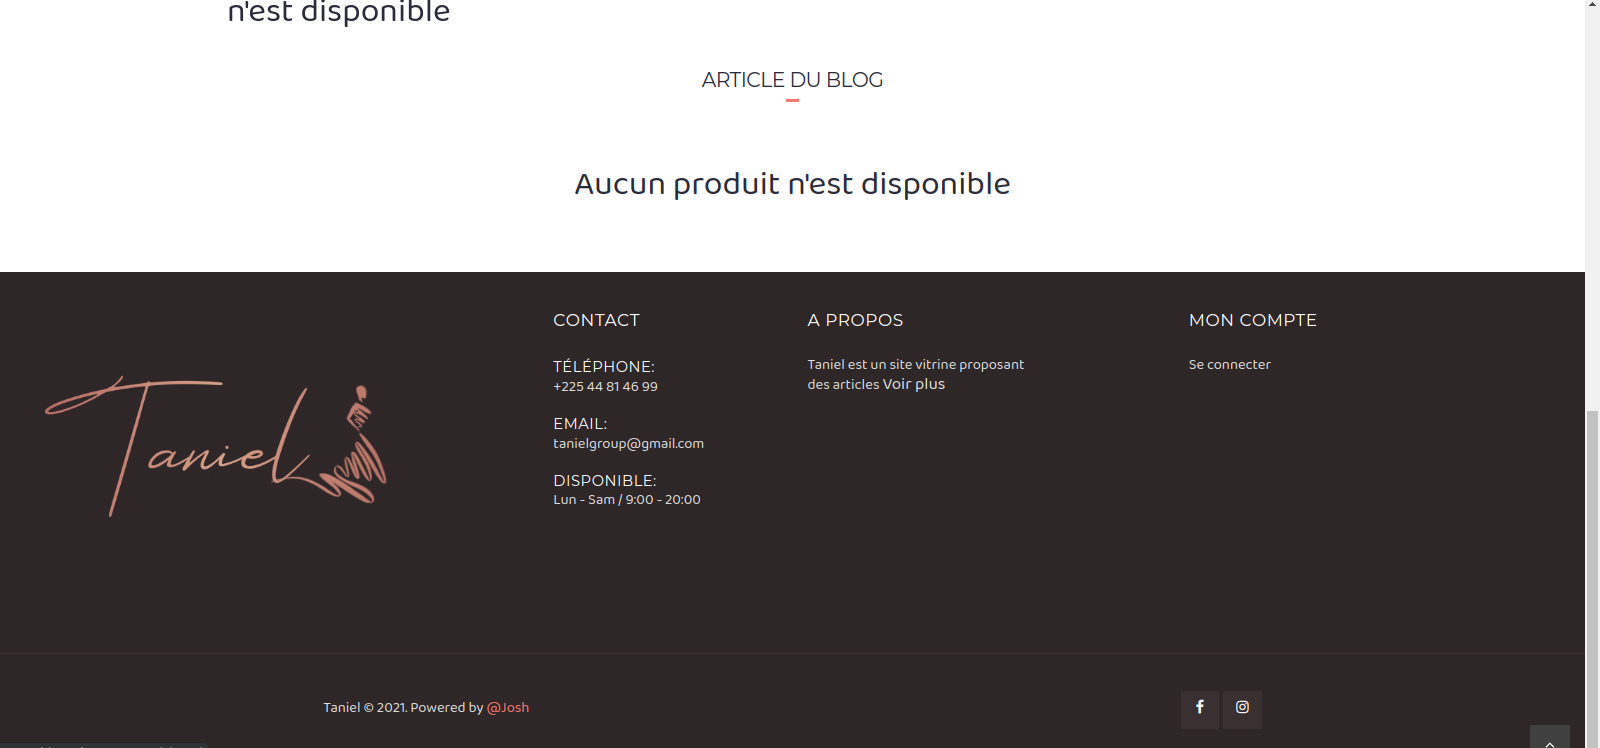 n'est disponible
ARTICLE DU BLOG
Aucun produit n'est disponible
Taniel
CONTACT
TÉLÉPHONE:
+225 44 81 46 99
EMAIL:
tanielgroup@gmail.com
DISPONIBLE:
Lun - Sam / 9:00 - 20:00
A PROPOS
Taniel est un site vitrine proposant
des articles Voir plus
MON COMPTE
Se connecter
Taniel © 2021. Powered by @Josh